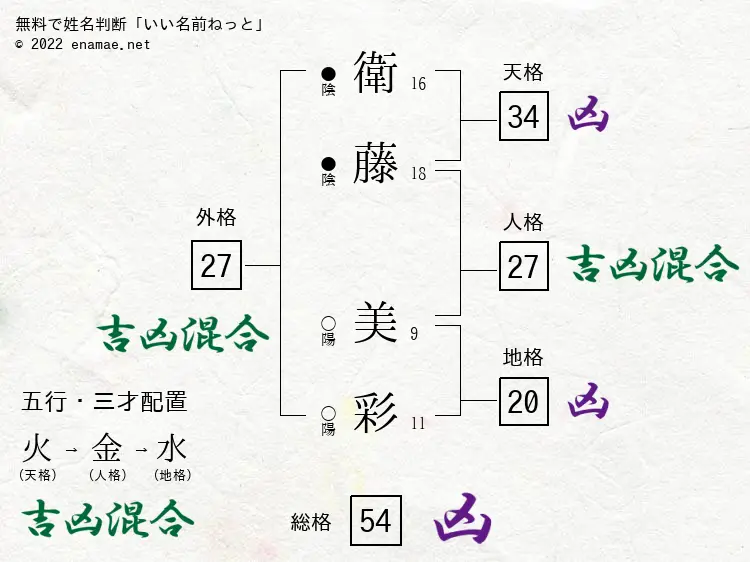 無料で姓名判断「いい名前ねっと」
© 2022 enamae.net
●陰 衛 16
天格
34 凶
●陰 藤 18
外格
27
吉凶混合
人格
27 吉凶混合
○陽 美 9
地格
20 凶
○陽 彩 11
五行・三才配置
火→金→水
(天格) (人格) (地格)
吉凶混合
総格 54 凶